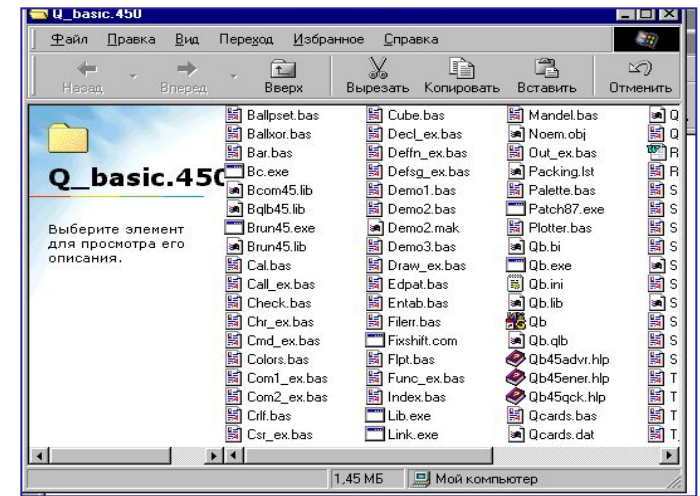 Q_basic.450
Файл Правка Вид Переход Избранное Справка
Назад Вперед Вверх Вырезать Копировать Вставить Отменить
Q_basic.450
Выберите элемент
для просмотра его
описания.
Ballpset.bas
Ballxor.bas
Bar.bas
Bc.exe
Bcom45.lib
Bqlb45.lib
Brun45.exe
Brun45.lib
Cal.bas
Call_ex.bas
Check.bas
Chr_ex.bas
Cmd_ex.bas
Colors.bas
Com1_ex.bas
Com2_ex.bas
Crlf.bas
Csr_ex.bas
Cube.bas
Decl_ex.bas
Deffn_ex.bas
Defsg_ex.bas
Demo1.bas
Demo2.bas
Demo2.mak
Demo3.bas
Draw_ex.bas
Edpat.bas
Entab.bas
Filerr.bas
Fixshift.com
Flpt.bas
Func_ex.bas
Index.bas
Lib.exe
Link.exe
Mandel.bas
Noem.obj
Out_ex.bas
Packing.lst
Palette.bas
Patch87.exe
Plotter.bas
Qb.bi
Qb.exe
Qb.ini
Qb.lib
Qb
Qb.qlb
Qb45advr.hlp
Qb45ener.hlp
Qb45qck.hlp
Qcards.bas
Qcards.dat
Q
Q
R
R
S
S
S
S
S
S
S
S
S
S
T
T
T
T
1,45 МБ Мой компьютер